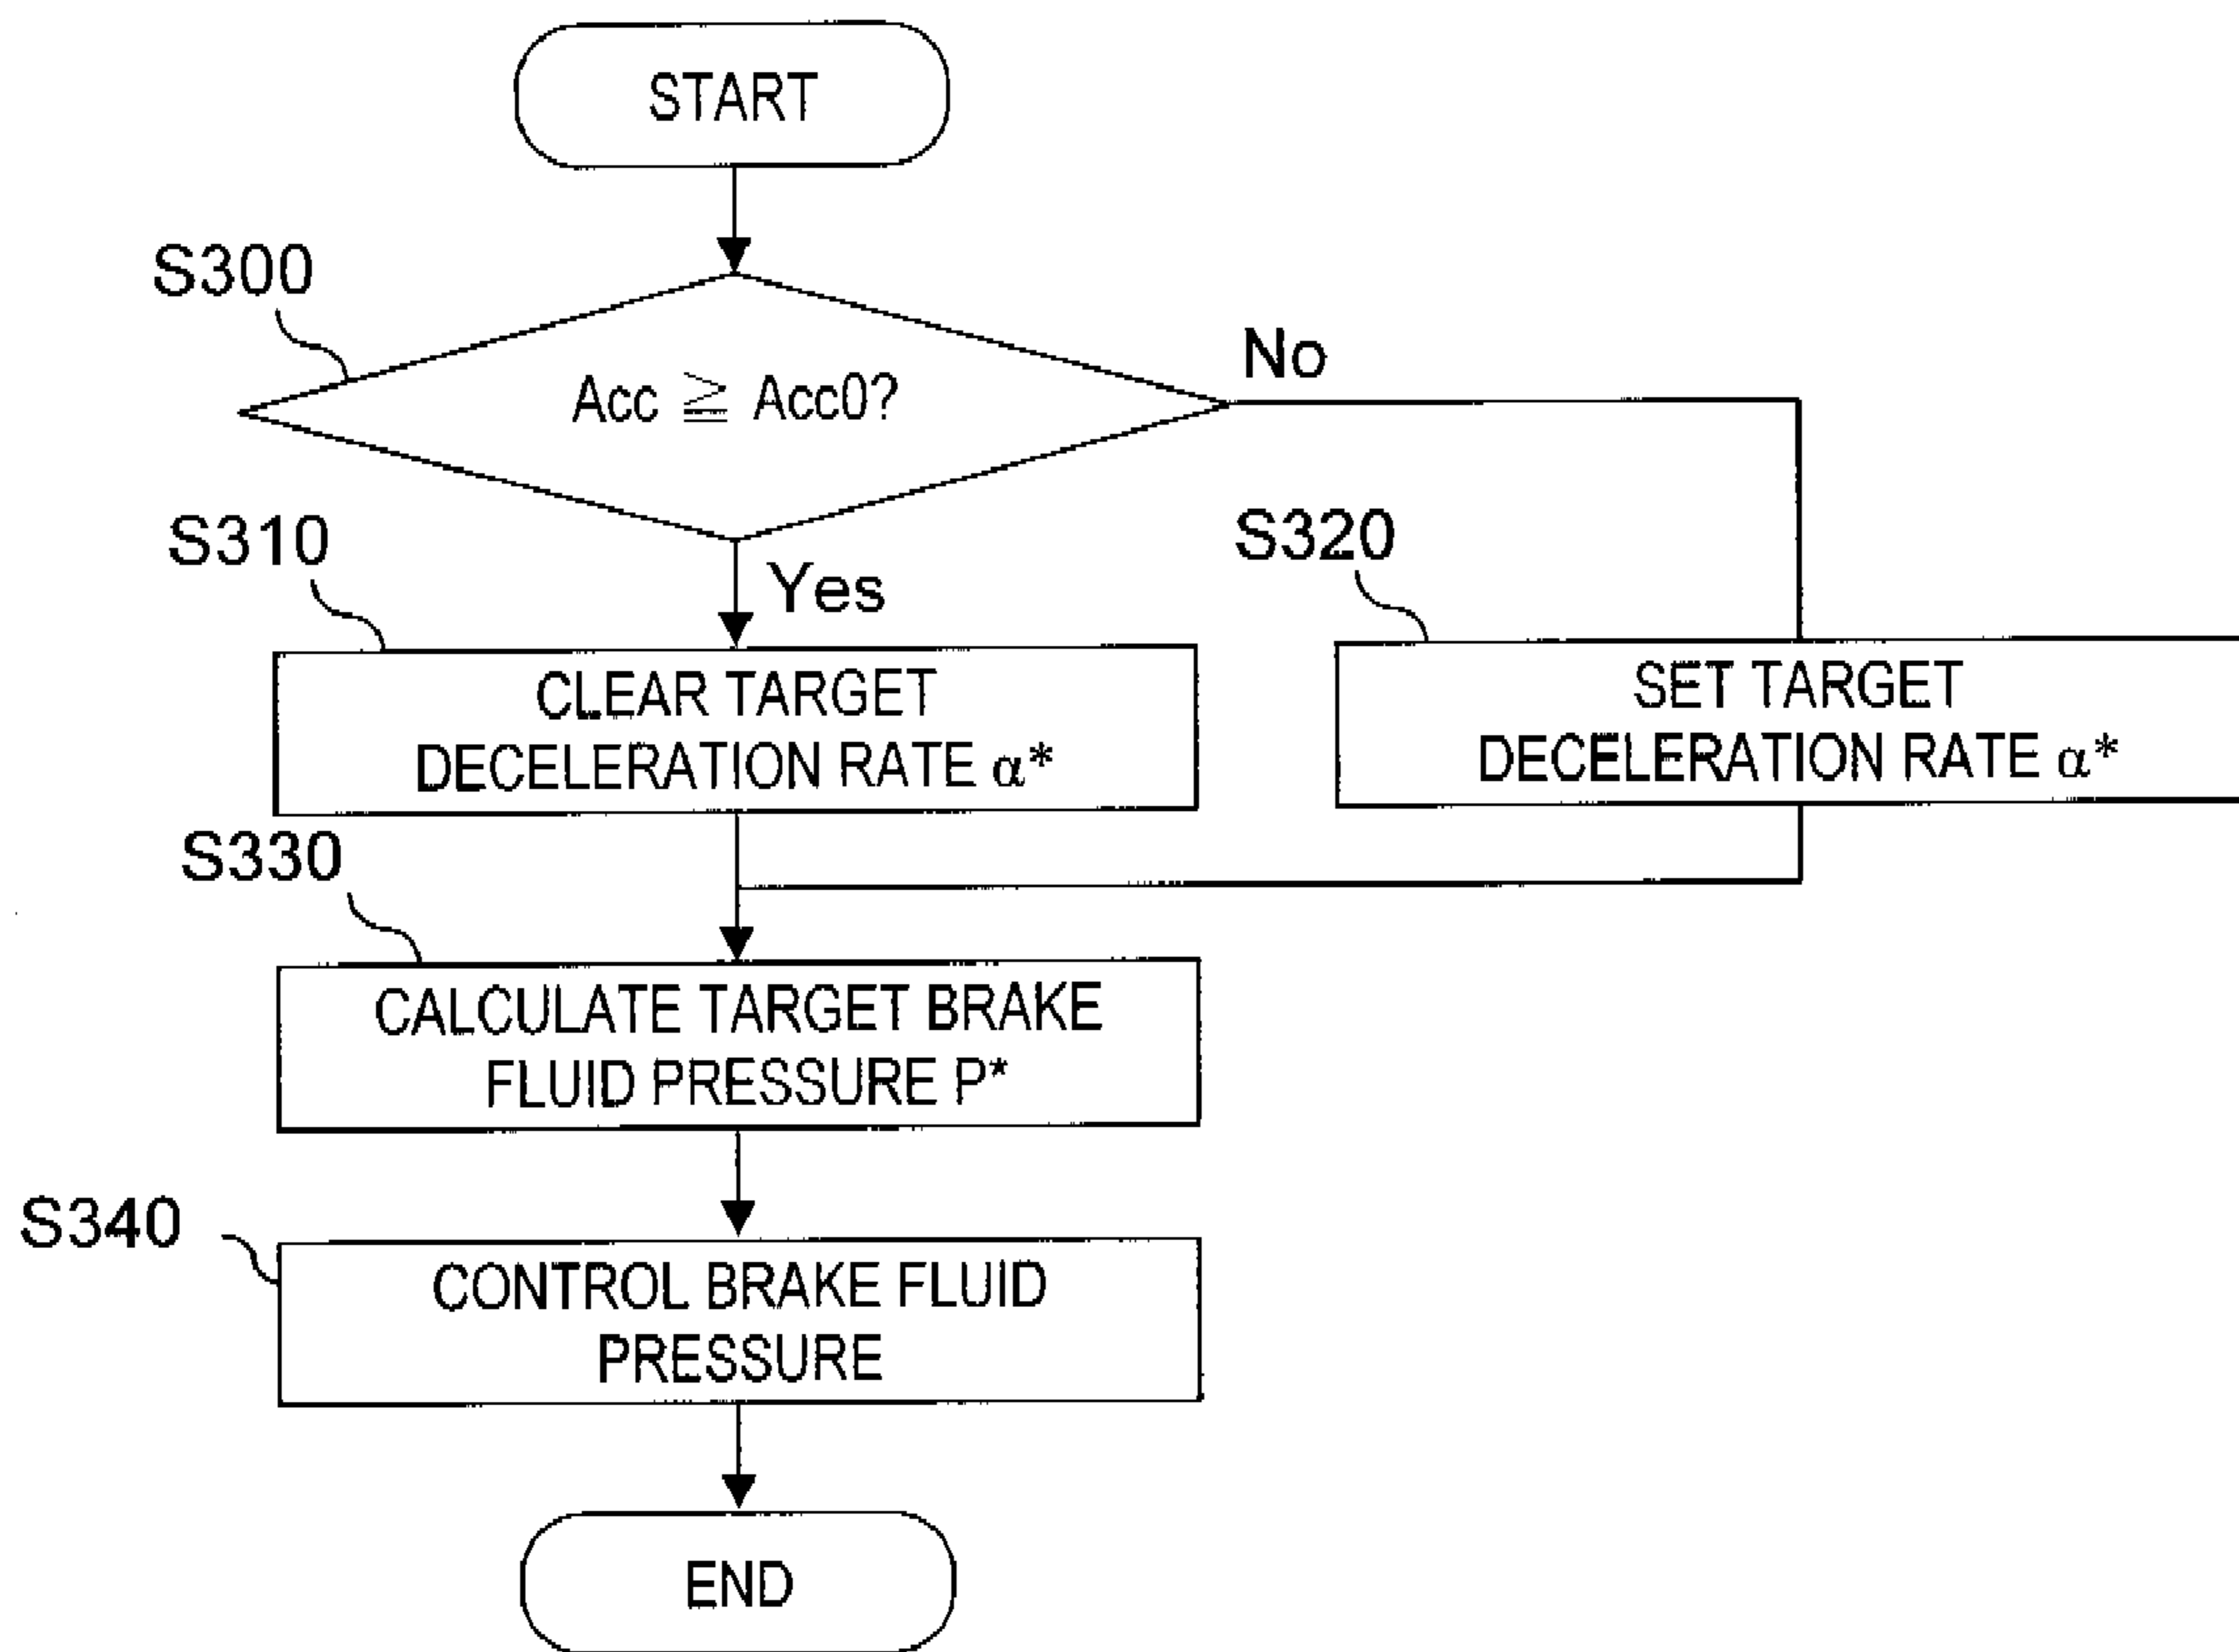 START
S300
Acc ≧ Acc0?
No
Yes
S310
CLEAR TARGET
DECELERATION RATE α*
S320
SET TARGET
DECELERATION RATE α*
S330
CALCULATE TARGET BRAKE
FLUID PRESSURE P*
S340
CONTROL BRAKE FLUID
PRESSURE
END